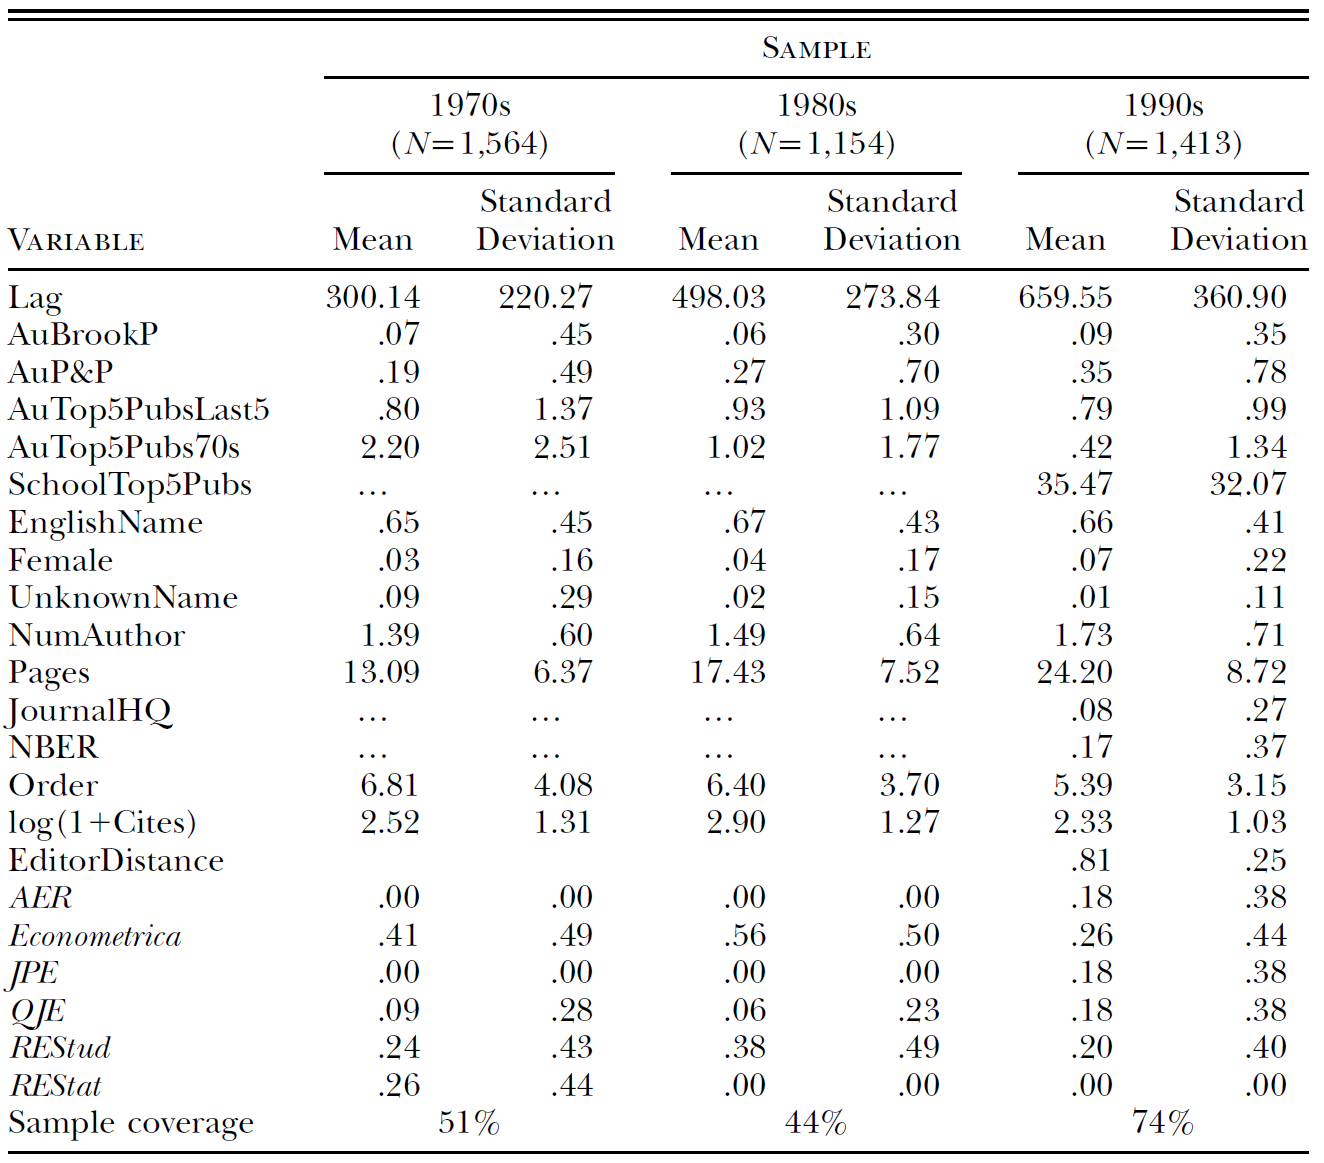 SAMPLE
1970s 1980s 1990s
(N=1,564) (N=1,154) (N=1,413)
Standard Standard Standard
VARIABLE Mean Deviation Mean Deviation Mean Deviation
Lag 300.14 220.27 498.03 273.84 659.55 360.90
AuBrookP .07 .45 .06 .30 .09 .35
AuP&P .19 .49 .27 .70 .35 .78
AuTop5PubsLast5 .80 1.37 .93 1.09 .79 .99
AuTop5Pubs70s 2.20 2.51 1.02 1.77 .42 1.34
SchoolTop5Pubs ... ... ... ... 35.47 32.07
EnglishName .65 .45 .67 .43 .66 .41
Female .03 .16 .04 .17 .07 .22
UnknownName .09 .29 .02 .15 .01 .11
NumAuthor 1.39 .60 1.49 .64 1.73 .71
Pages 13.09 6.37 17.43 7.52 24.20 8.72
JournalHQ ... ... ... ... .08 .27
NBER ... ... ... ... .17 .37
Order 6.81 4.08 6.40 3.70 5.39 3.15
log(1+Cites) 2.52 1.31 2.90 1.27 2.33 1.03
EditorDistance .81 .25
AER .00 .00 .00 .00 .18 .38
Econometrica .41 .49 .56 .50 .26 .44
JPE .00 .00 .00 .00 .18 .38
QJE .09 .28 .06 .23 .18 .38
REStud .24 .43 .38 .49 .20 .40
REStat .26 .44 .00 .00 .00 .00
Sample coverage 51% 44% 74%